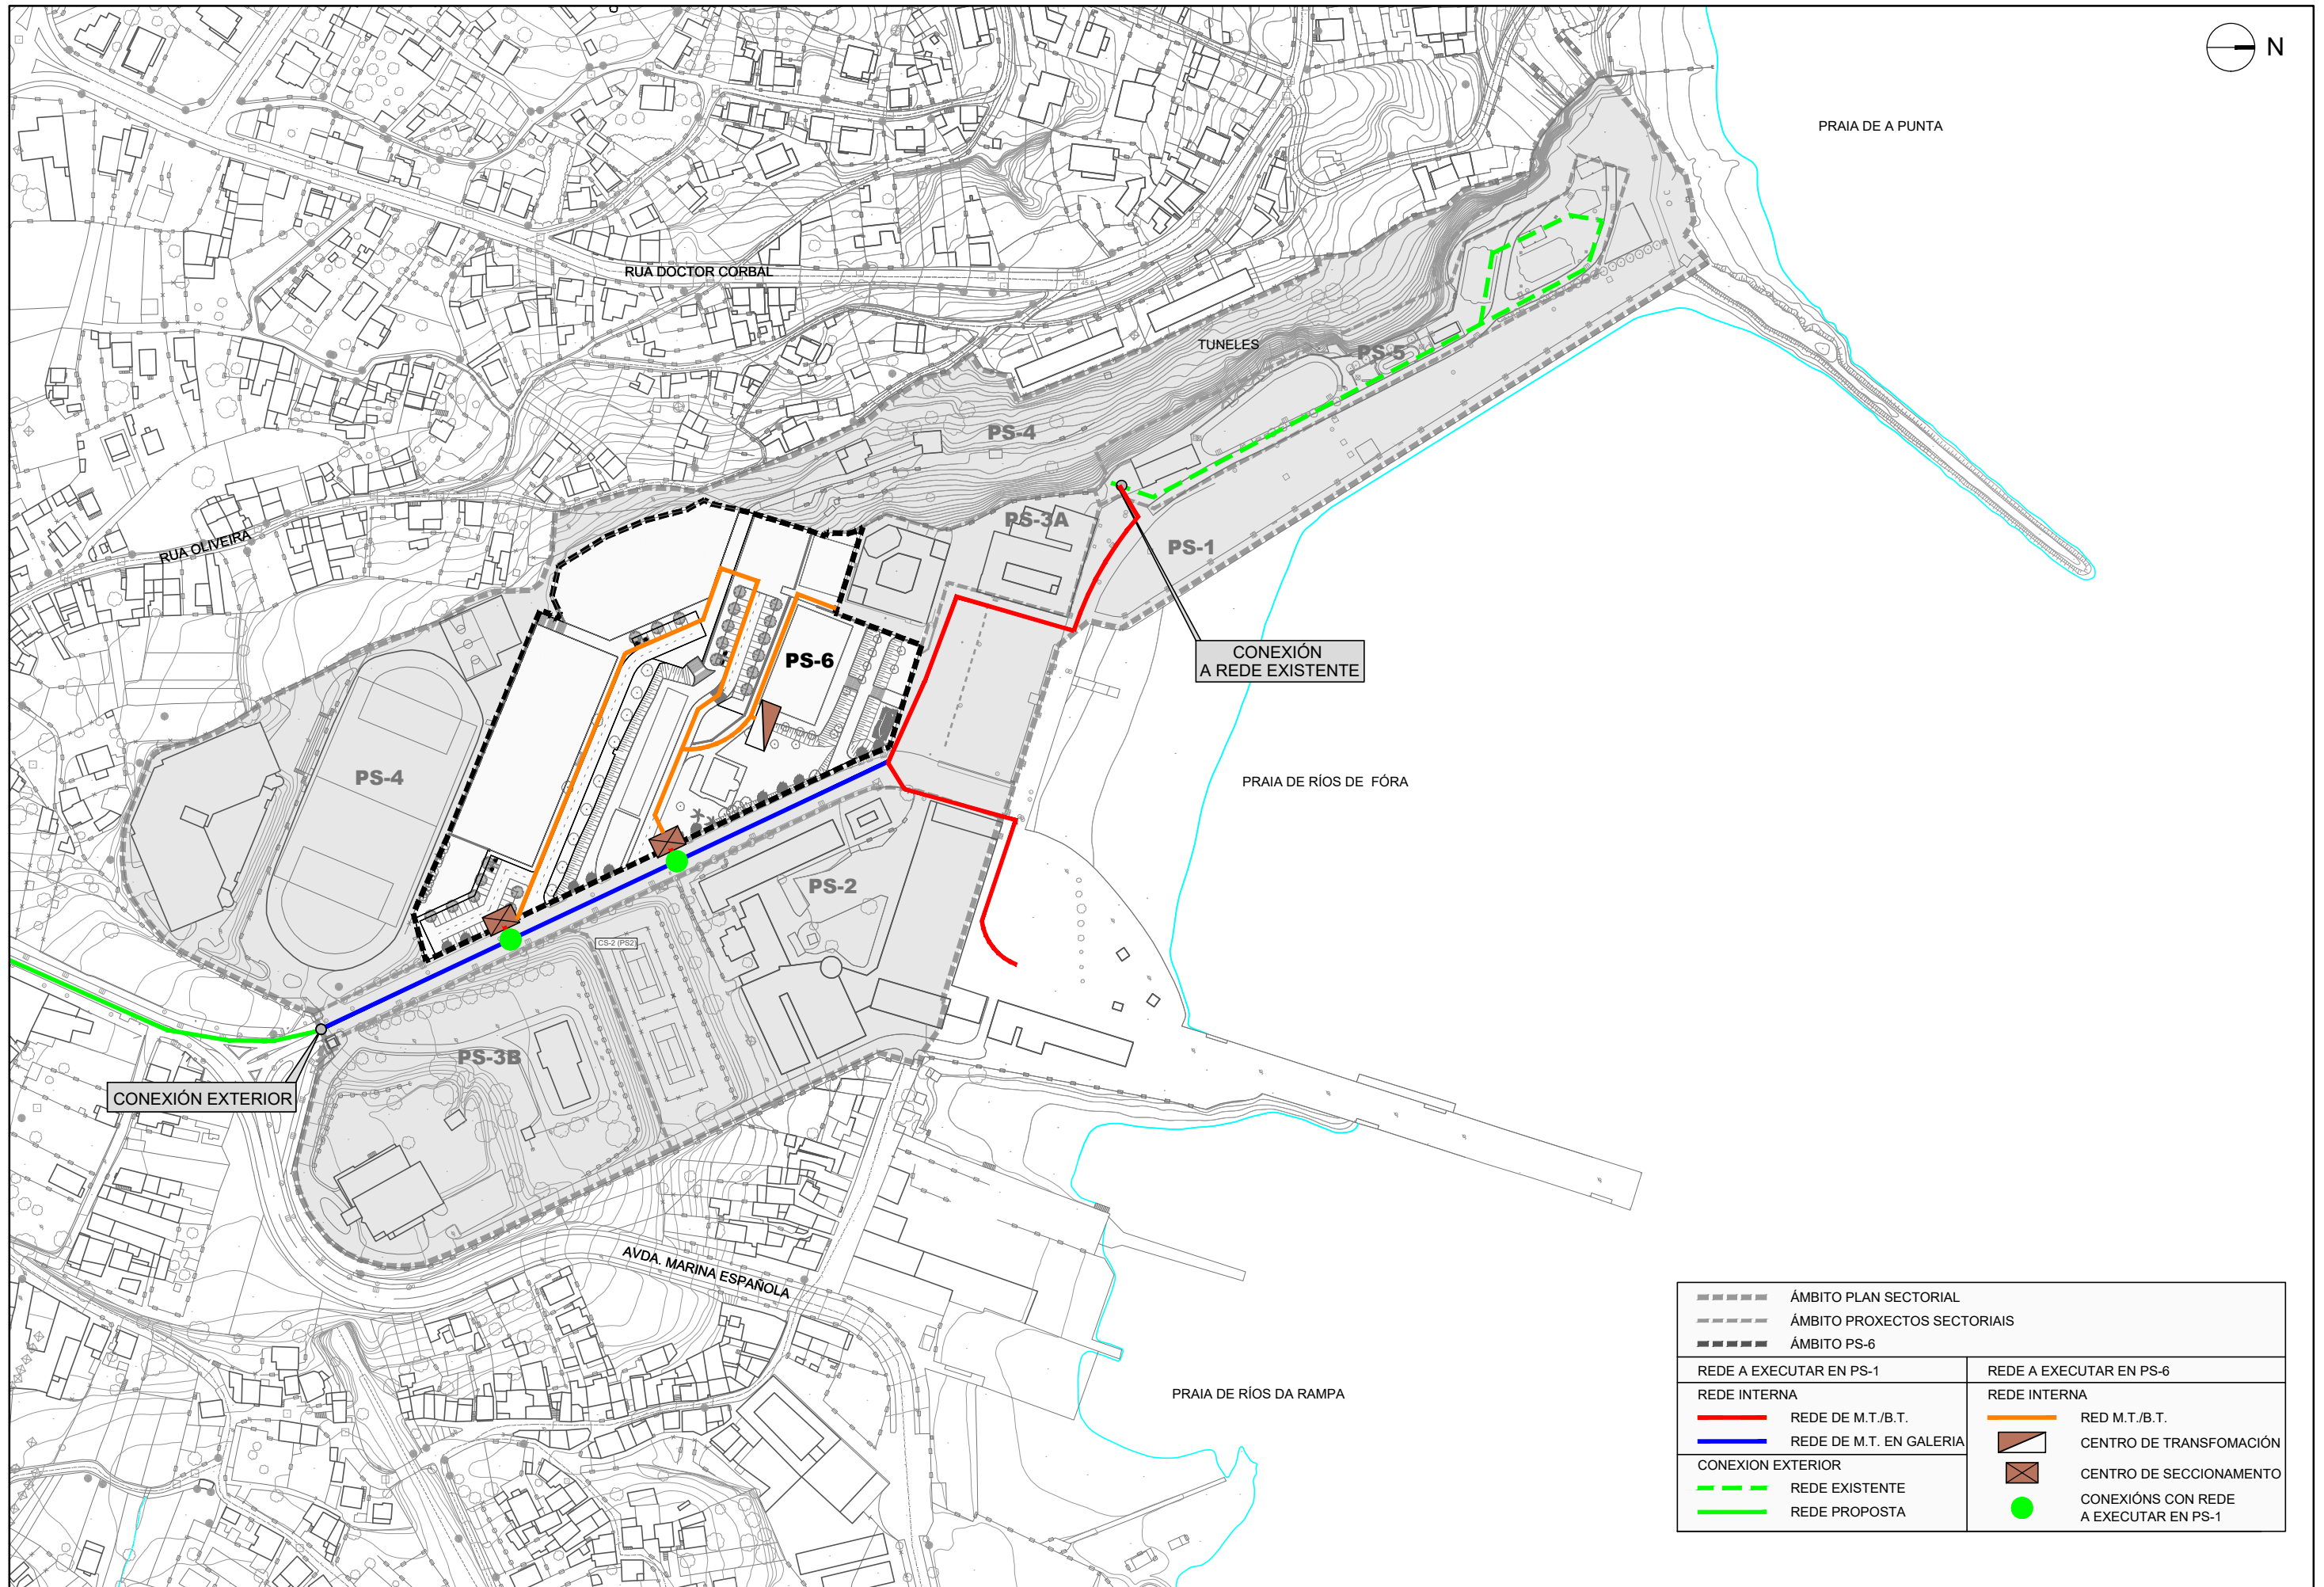 N
PRAIA DE A PUNTA
RUA DOCTOR CORBAL
45.61
TUNELES
PS-5
PS-4
PS-3A
PS-1
RUA OLIVEIRA
CONEXIÓN
A REDE EXISTENTE
PS-6
PS-4
PRAIA DE RÍOS DE FÓRA
PS-2
CS-2 (PS2)
PS-3B
CONEXIÓN EXTERIOR
AVDA. MARINA ESPAÑOLA
PRAIA DE RÍOS DA RAMPA
ÁMBITO PLAN SECTORIAL
ÁMBITO PROXECTOS SECTORIAIS
ÁMBITO PS-6
REDE A EXECUTAR EN PS-1
REDE INTERNA
REDE DE M.T./B.T.
REDE DE M.T. EN GALERIA
CONEXION EXTERIOR
REDE EXISTENTE
REDE PROPOSTA
REDE A EXECUTAR EN PS-6
REDE INTERNA
RED M.T./B.T.
CENTRO DE TRANSFOMACIÓN
CENTRO DE SECCIONAMENTO
CONEXIÓNS CON REDE
A EXECUTAR EN PS-1